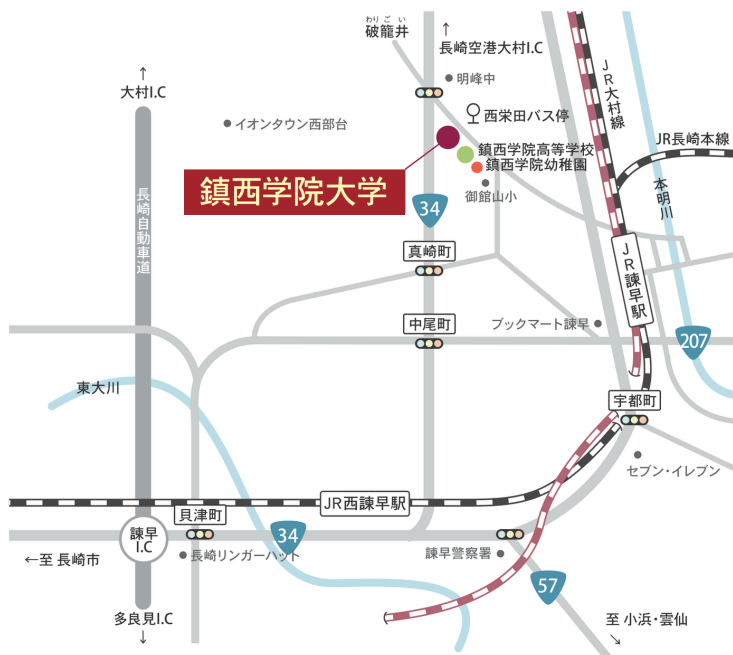 わりごい
破籠井
↑
長崎空港大村I.C
明峰中
↑
大村I.C
イオンタウン西部台
西栄田バス停
鎮西学院高等学校
鎮西学院幼稚園
御館山小
鎮西学院大学
34
JR大村線
JR長崎本線
本明川
長崎自動車道
真崎町
JR諫早駅
中尾町
ブックマート諫早
207
東大川
宇都町
セブン・イレブン
JR西諫早駅
貝津町
諫早
I.C
34
←至 長崎市
長崎リンガーハット
諫早警察署
57
多良見I.C
↓
至 小浜・雲仙
↘